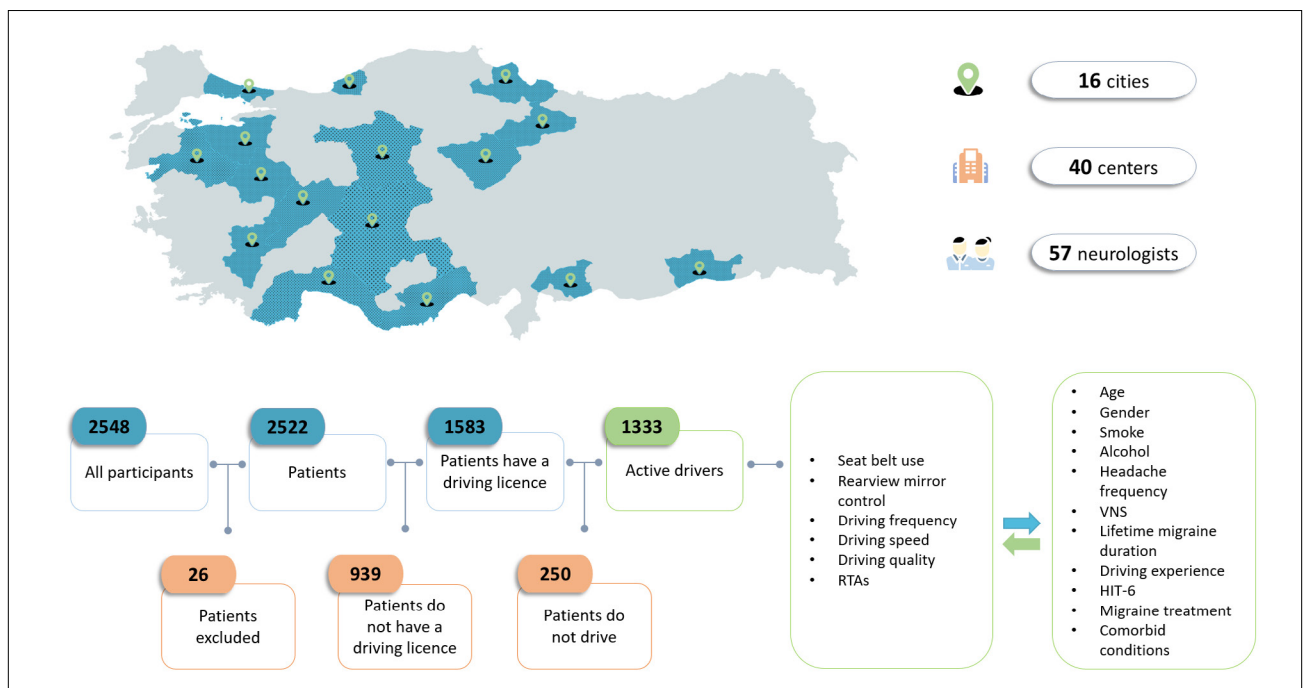 16 cities
40 centers
57 neurologists
2548
All participants
2522
Patients
1583
Patients have a
driving licence
1333
Active drivers
26
Patients
excluded
939
Patients do
not have a
driving licence
250
Patients do
not drive
• Seat belt use
• Rearview mirror
control
• Driving frequency
• Driving speed
• Driving quality
• RTAs
• Age
• Gender
• Smoke
• Alcohol
• Headache
frequency
• VNS
• Lifetime migraine
duration
• Driving experience
• HIT-6
• Migraine treatment
• Comorbid
conditions